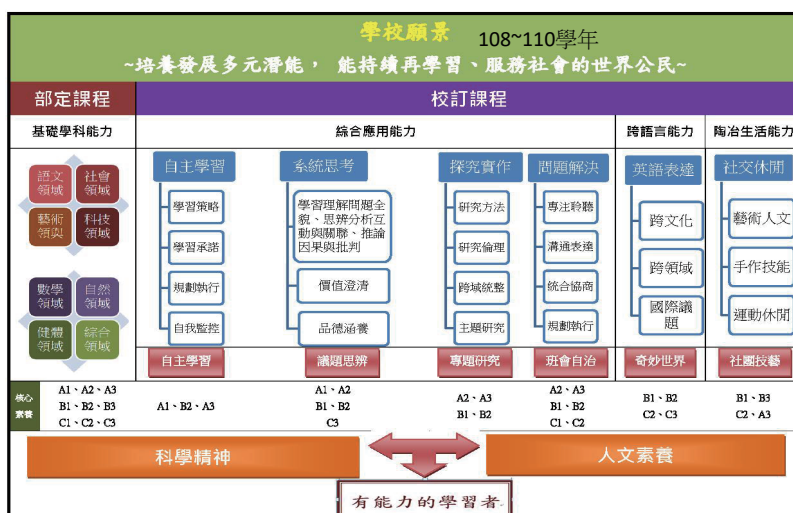 學校願景 108~110學年
~培養發展多元潛能， 能持續再學習、服務社會的世界公民~
部定課程
校訂課程
基礎學科能力
綜合應用能力
跨語言能力
陶冶生活能力
語文
領域
社會
領域
藝術
領域
科技
領域
數學
領域
自然
領域
健體
領域
綜合
領域
自主學習
學習策略
學習承諾
規劃執行
自我監控
自主學習
系統思考
學習理解問題全
貌、思辨分析互
動與關聯、推論
因果與批判
價值澄清
品德涵養
議題思辨
探究實作
研究方法
研究倫理
跨域統整
主題研究
專題研究
問題解決
專注聆聽
溝通表達
統合協商
規劃執行
班會自治
英語表達
跨文化
跨領域
國際議
題
奇妙世界
社交休閒
藝術人文
手作技能
運動休閒
社團技藝
核心
素養
A1、A2、A3
B1、B2、B3
C1、C2、C3
A1、B2、A3
A1、A2
B1、B2
C3
A2、A3
B1、B2
A2、A3
B1、B2
C1、C2
B1、B2
C2、C3
B1、B3
C2、A3
科學精神
人文素養
有能力的學習者